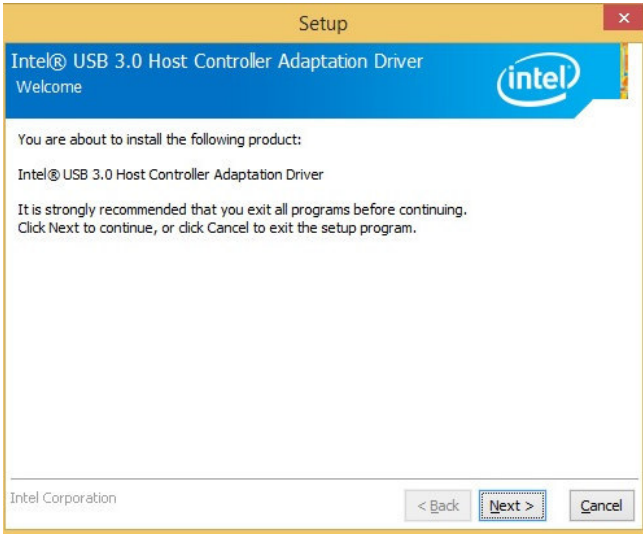 Setup
Intel® USB 3.0 Host Controller Adaptation Driver
Welcome
intel
You are about to install the following product:
Intel® USB 3.0 Host Controller Adaptation Driver
It is strongly recommended that you exit all programs before continuing.
Click Next to continue, or click Cancel to exit the setup program.
Intel Corporation
< Back
Next >
Cancel